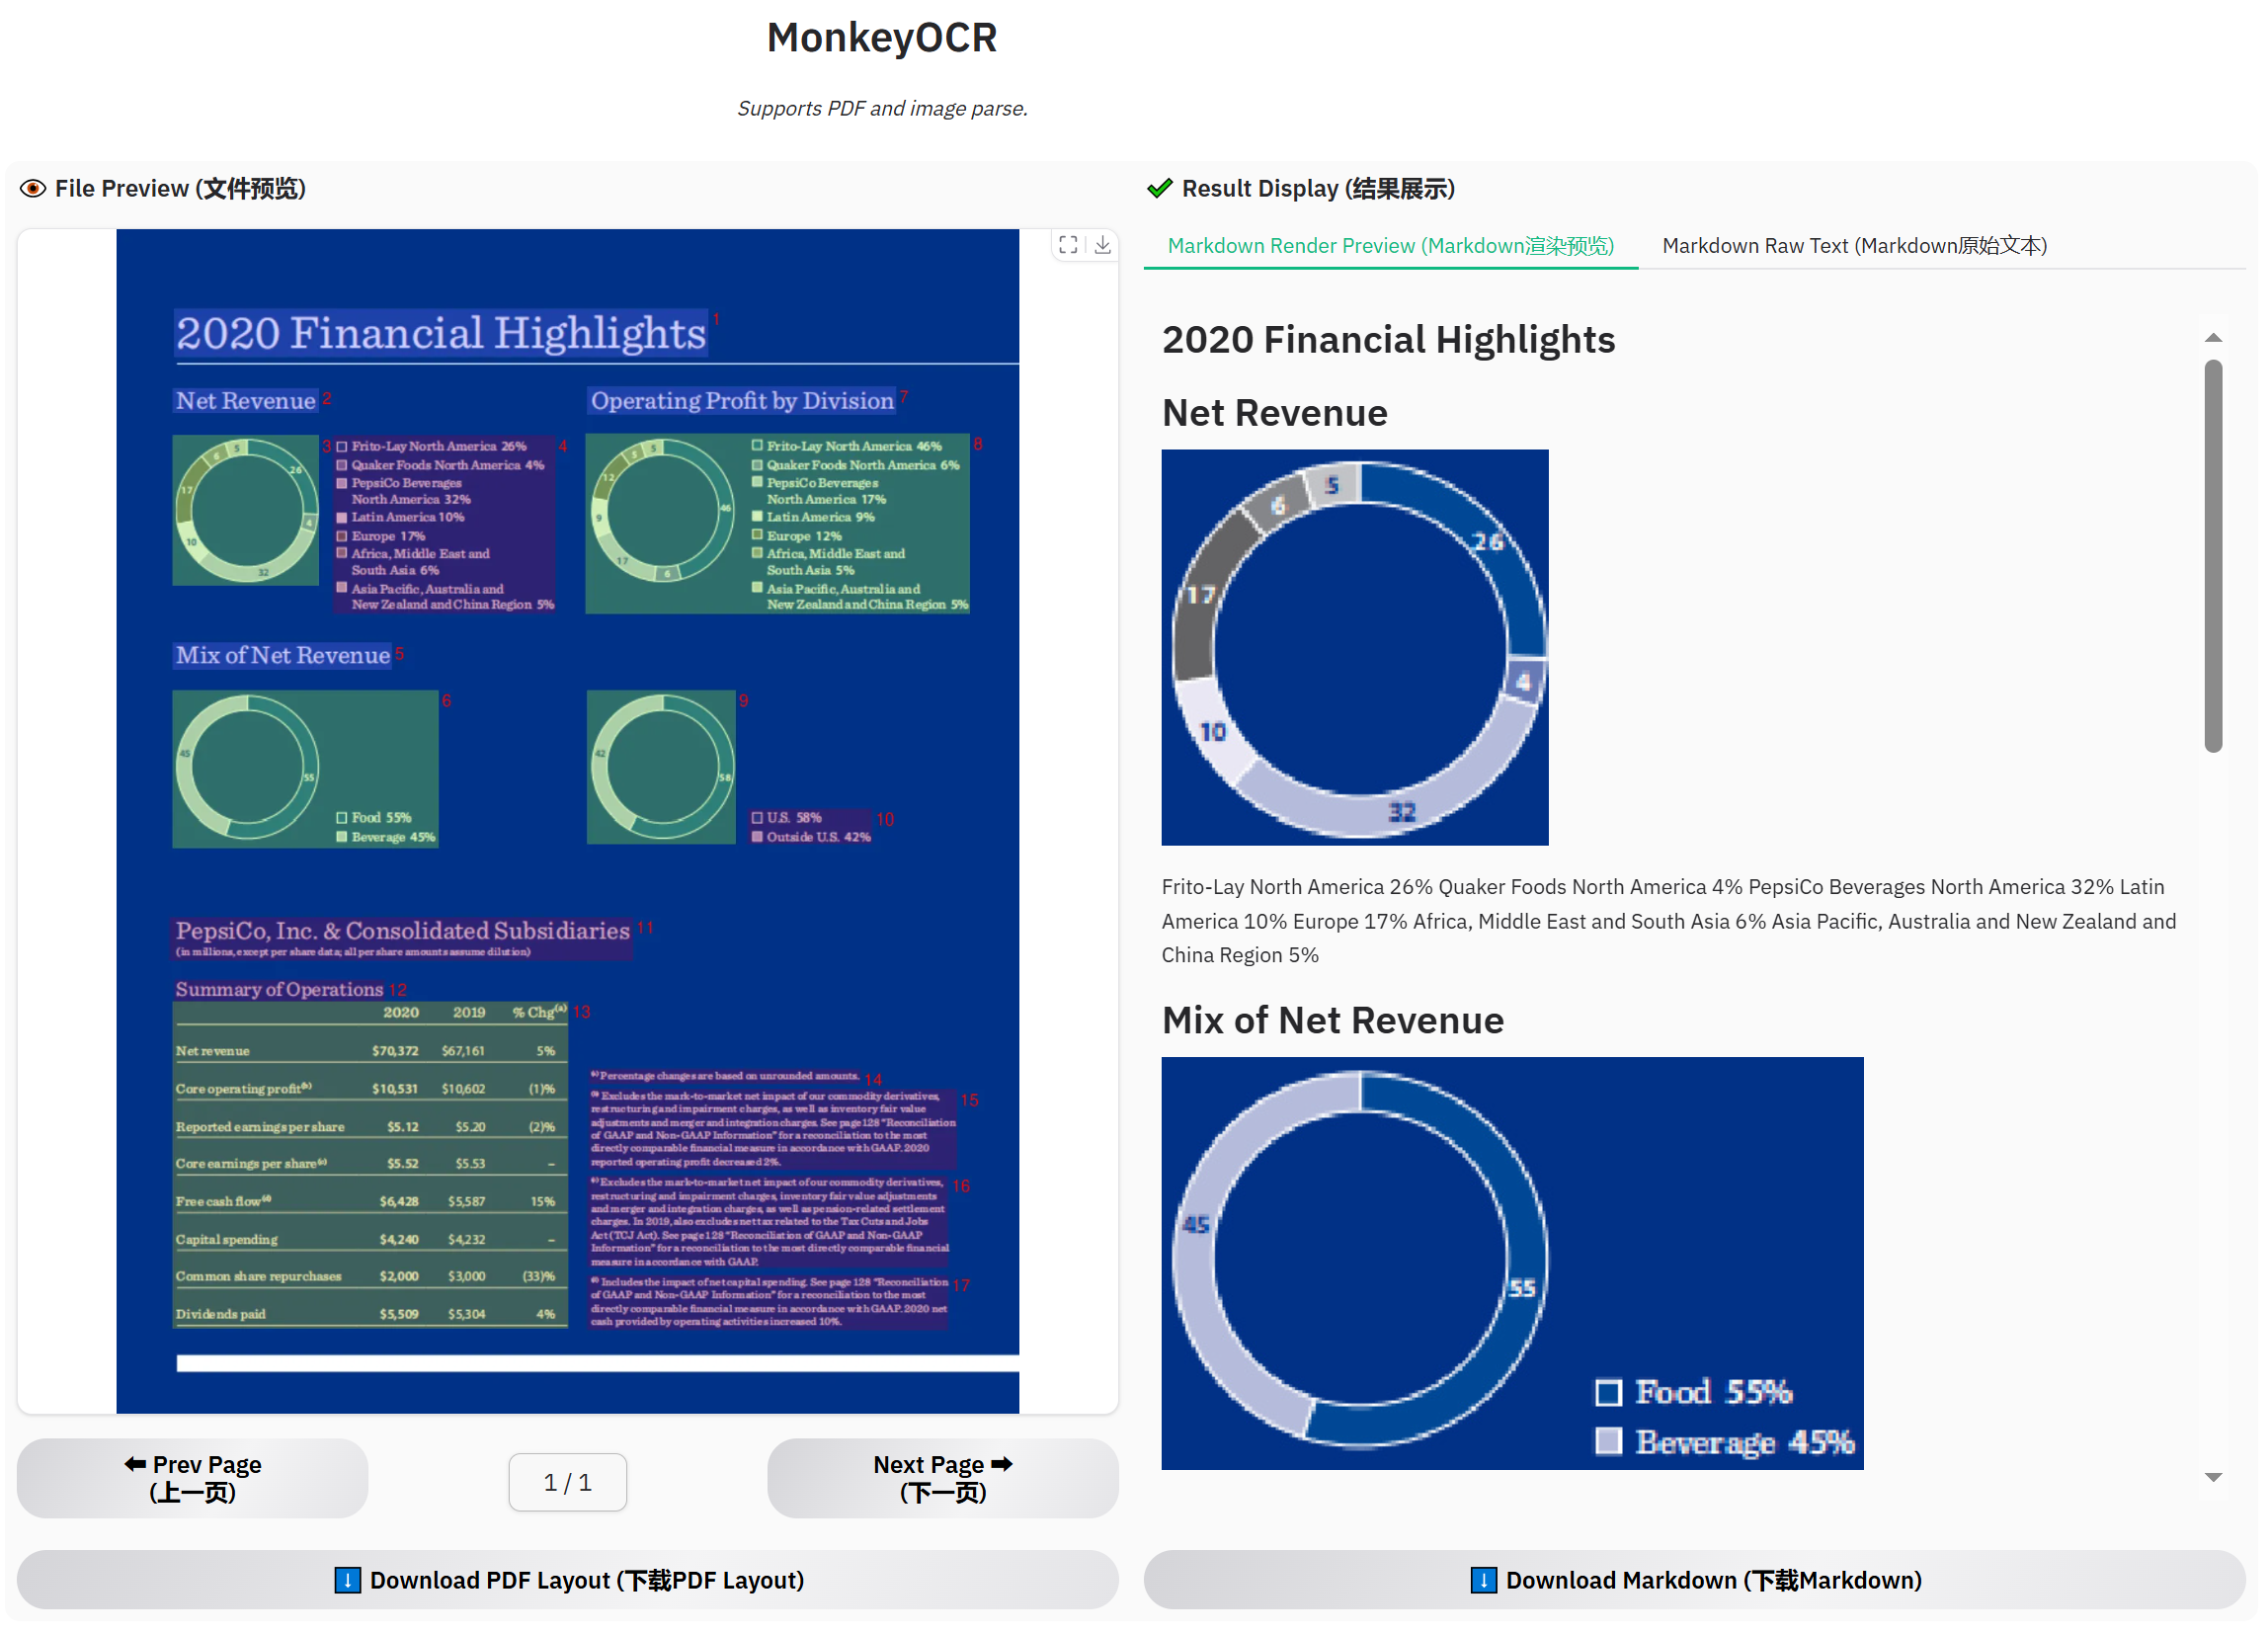 MonkeyOCR
Supports PDF and image parse.
File Preview (文件预览)
2020 Financial Highlights 1
Net Revenue 2
5
6
26
17
4
10
32
3
Frito-Lay North America 26% 4
Quaker Foods North America 4%
PepsiCo Beverages
North America 32%
Latin America 10%
Europe 17%
Africa, Middle East and
South Asia 6%
Asia Pacific, Australia and
New Zealand and China Region 5%
Mix of Net Revenue 5
45
55
Food 55%
Beverage 45%
6
Operating Profit by Division 7
5
5
12
46
9
17
6
Frito-Lay North America 46% 8
Quaker Foods North America 6%
PepsiCo Beverages
North America 17%
Latin America 9%
Europe 12%
Africa, Middle East and
South Asia 5%
Asia Pacific, Australia and
New Zealand and China Region 5%
42
58
9
U.S. 58% 10
Outside U.S. 42%
PepsiCo, Inc. & Consolidated Subsidiaries 11
(in millions, except per share data; all per share amounts assume dilution)
Summary of Operations 12
2020 2019 % Chg(a) 13
Net revenue $70,372 $67,161 5%
Core operating profit(b) $10,531 $10,602 (1)%
Reported earnings per share $5.12 $5.20 (2)%
Core earnings per share(c) $5.52 $5.53 –
Free cash flow(d) $6,428 $5,587 15%
Capital spending $4,240 $4,232 –
Common share repurchases $2,000 $3,000 (33)%
Dividends paid $5,509 $5,304 4%
(a) Percentage changes are based on unrounded amounts. 14
(b) Excludes the mark-to-market net impact of our commodity derivatives, 15
restructuring and impairment charges, as well as inventory fair value
adjustments and merger and integration charges. See page 128 “Reconciliation
of GAAP and Non-GAAP Information” for a reconciliation to the most
directly comparable financial measure in accordance with GAAP. 2020
reported operating profit decreased 2%.
(c) Excludes the mark-to-market net impact of our commodity derivatives, 16
restructuring and impairment charges, inventory fair value adjustments
and merger and integration charges, as well as pension-related settlement
charges. In 2019, also excludes net tax related to the Tax Cuts and Jobs
Act (TCJ Act). See page 128 “Reconciliation of GAAP and Non-GAAP
Information” for a reconciliation to the most directly comparable financial
measure in accordance with GAAP.
(d) Includes the impact of net capital spending. See page 128 “Reconciliation 17
of GAAP and Non-GAAP Information” for a reconciliation to the most
directly comparable financial measure in accordance with GAAP. 2020 net
cash provided by operating activities increased 10%.
⬅ Prev Page
(上一页)
1 / 1
Next Page ➡
(下一页)
Download PDF Layout (下载PDF Layout)
Result Display (结果展示)
Markdown Render Preview (Markdown渲染预览) Markdown Raw Text (Markdown原始文本)
2020 Financial Highlights
Net Revenue
5
6
26
17
4
10
32
Frito-Lay North America 26% Quaker Foods North America 4% PepsiCo Beverages North America 32% Latin
America 10% Europe 17% Africa, Middle East and South Asia 6% Asia Pacific, Australia and New Zealand and
China Region 5%
Mix of Net Revenue
45
55
Food 55%
Beverage 45%
Download Markdown (下载Markdown)